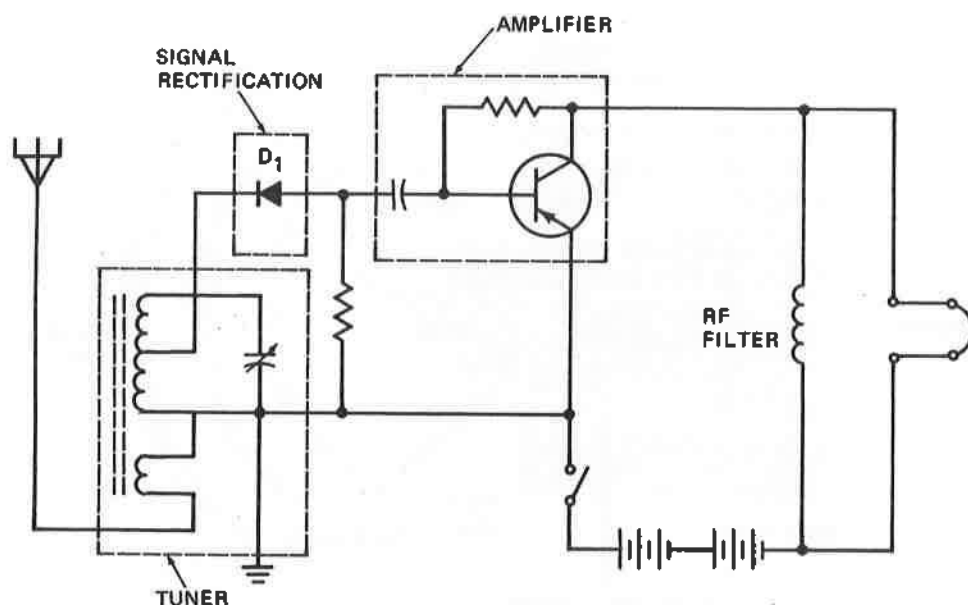 AMPLIFIER
SIGNAL
RECTIFICATION
D1
RF
FILTER
TUNER